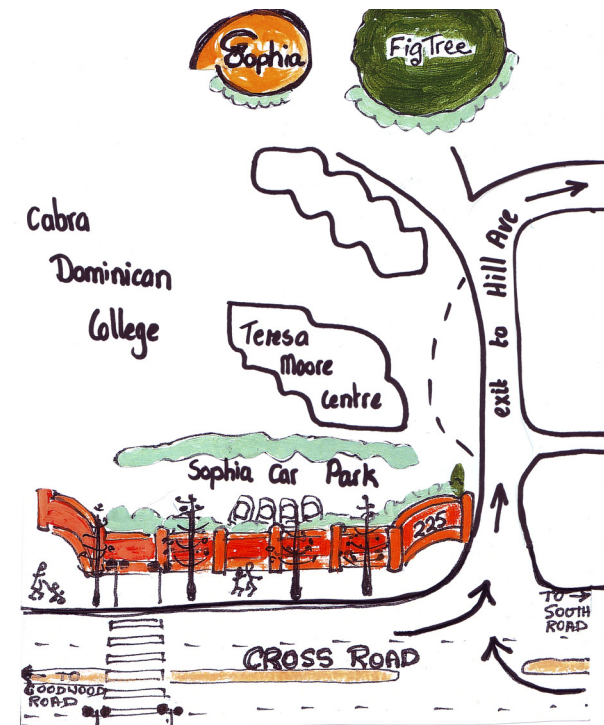 Sophia
Fig Tree
Cabra
Dominican
College
exit to Hill Ave
Teresa
Moore
Centre
Sophia Car Park
225
TO
SOUTH
ROAD
CROSS ROAD
TO
GOODWOOD
ROAD